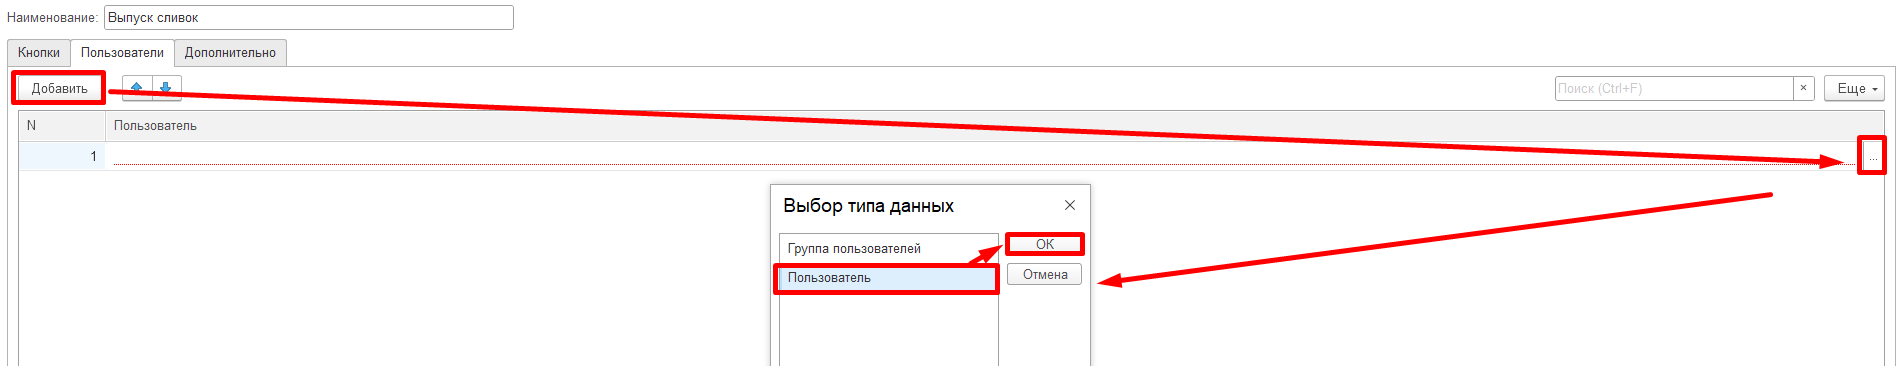 Наименование: Выпуск сливок
Кнопки Пользователи Дополнительно
Добавить Поиск (Ctrl+F) × Еще
N Пользователь
1 ...
Выбор типа данных
Группа пользователей OK
Пользователь Отмена